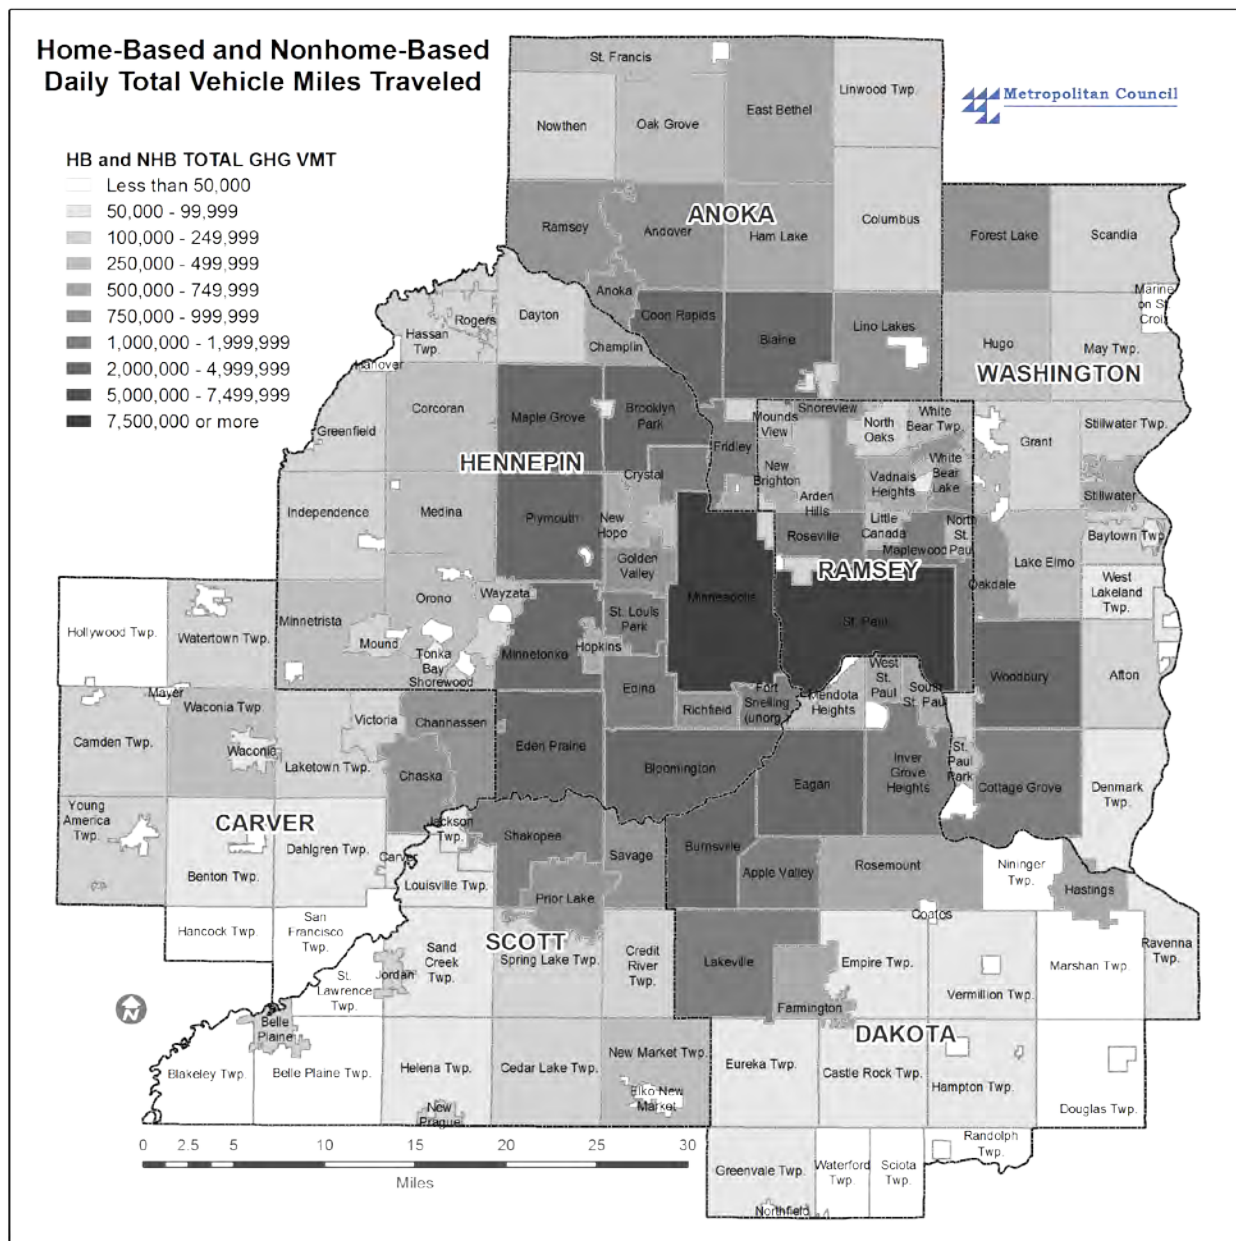 Home-Based and Nonhome-Based
Daily Total Vehicle Miles Traveled
Metropolitan Council
HB and NHB TOTAL GHG VMT
Less than 50,000
50,000 - 99,999
100,000 - 249,999
250,000 - 499,999
500,000 - 749,999
750,000 - 999,999
1,000,000 - 1,999,999
2,000,000 - 4,999,999
5,000,000 - 7,499,999
7,500,000 or more
St. Francis
Linwood Twp.
Nowthen
Oak Grove
East Bethel
ANOKA
Ramsey
Andover
Ham Lake
Columbus
Forest Lake
Scandia
Anoka
Marine
on St.
Croix
Hassan
Twp.
Rogers
Dayton
Coon Rapids
Champlin
Blaine
Lino Lakes
Hugo
May Twp.
WASHINGTON
Hanover
Corcoran
Greenfield
Maple Grove
Brooklyn
Park
HENNEPIN
Fridley
Mounds
View
Shoreview
North
Oaks
White
Bear Twp.
Grant
Stillwater Twp.
Crystal
New
Brighton
Arden
Hills
Vadnais
Heights
White
Bear
Lake
Stillwater
Independence
Medina
Plymouth
New
Hope
Golden
Valley
Roseville
Little
Canada
Maplewood
North
St.
Paul
RAMSEY
Baytown Twp.
Lake Elmo
Oakdale
West
Lakeland
Twp.
Hollywood Twp.
Watertown Twp.
Minnetrista
Orono
Wayzata
Mound
Tonka
Bay
Shorewood
Minnetonka
Hopkins
St. Louis
Park
Minneapolis
St. Paul
Woodbury
Afton
Edina
Richfield
Fort
Snelling
(unorg.)
Mendota
Heights
West
St.
Paul
South
St. Paul
Mayer
Waconia Twp.
Camden Twp.
Waconia
Victoria
Laketown Twp.
Channassen
Chaska
Eden Prairie
Bloomington
Eagan
Inver
Grove
Heights
St.
Paul
Park
Cottage Grove
Denmark
Twp.
Young
America
Twp.
CARVER
Benton Twp.
Dahlgren Twp.
Jackson
Twp.
Carver
Louisville Twp.
Shakopee
Savage
Prior Lake
Burnsville
Apple Valley
Rosemount
Nininger
Twp.
Hastings
Coates
Hancock Twp.
San
Francisco
Twp.
SCOTT
Sand
Creek
Twp.
Spring Lake Twp.
Credit
River
Twp.
Lakeville
Farmington
Empire Twp.
Vermillion Twp.
Marshan Twp.
Ravenna
Twp.
St.
Lawrence
Twp.
Jordan
Belle
Plaine
DAKOTA
Blakeley Twp.
Belle Plaine Twp.
Helena Twp.
Cedar Lake Twp.
New Market Twp.
Elko New
Market
Eureka Twp.
Castle Rock Twp.
Hampton Twp.
Douglas Twp.
New
Prague
Randolph
Twp.
Greenvale Twp.
Waterford
Twp.
Sciota
Twp.
Northfield
N
0 2.5 5 10 15 20 25 30
Miles